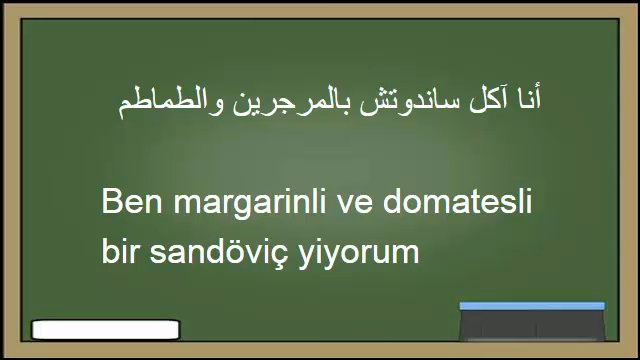 أنا آكل ساندوتش بالمرجرين والطماطم
Ben margarinli ve domatesli
bir sandöviç yiyorum